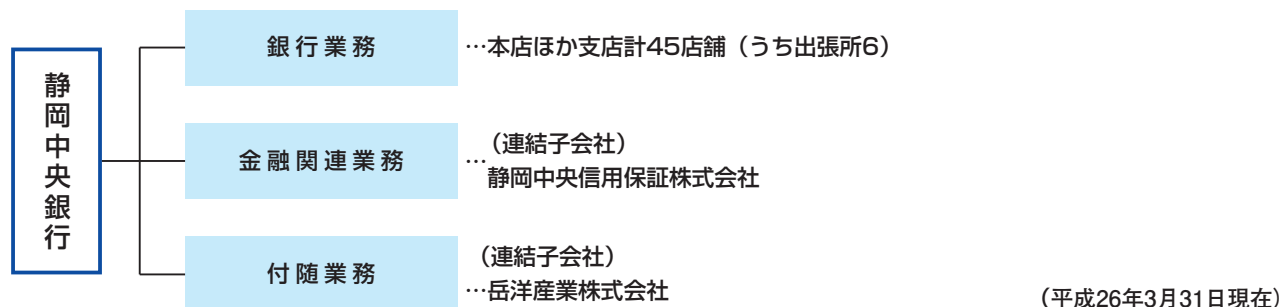 静岡中央銀行
銀行業務
…本店ほか支店計45店舗（うち出張所6）
金融関連業務
（連結子会社）
…静岡中央信用保証株式会社
付随業務
（連結子会社）
…岳洋産業株式会社
（平成26年3月31日現在）